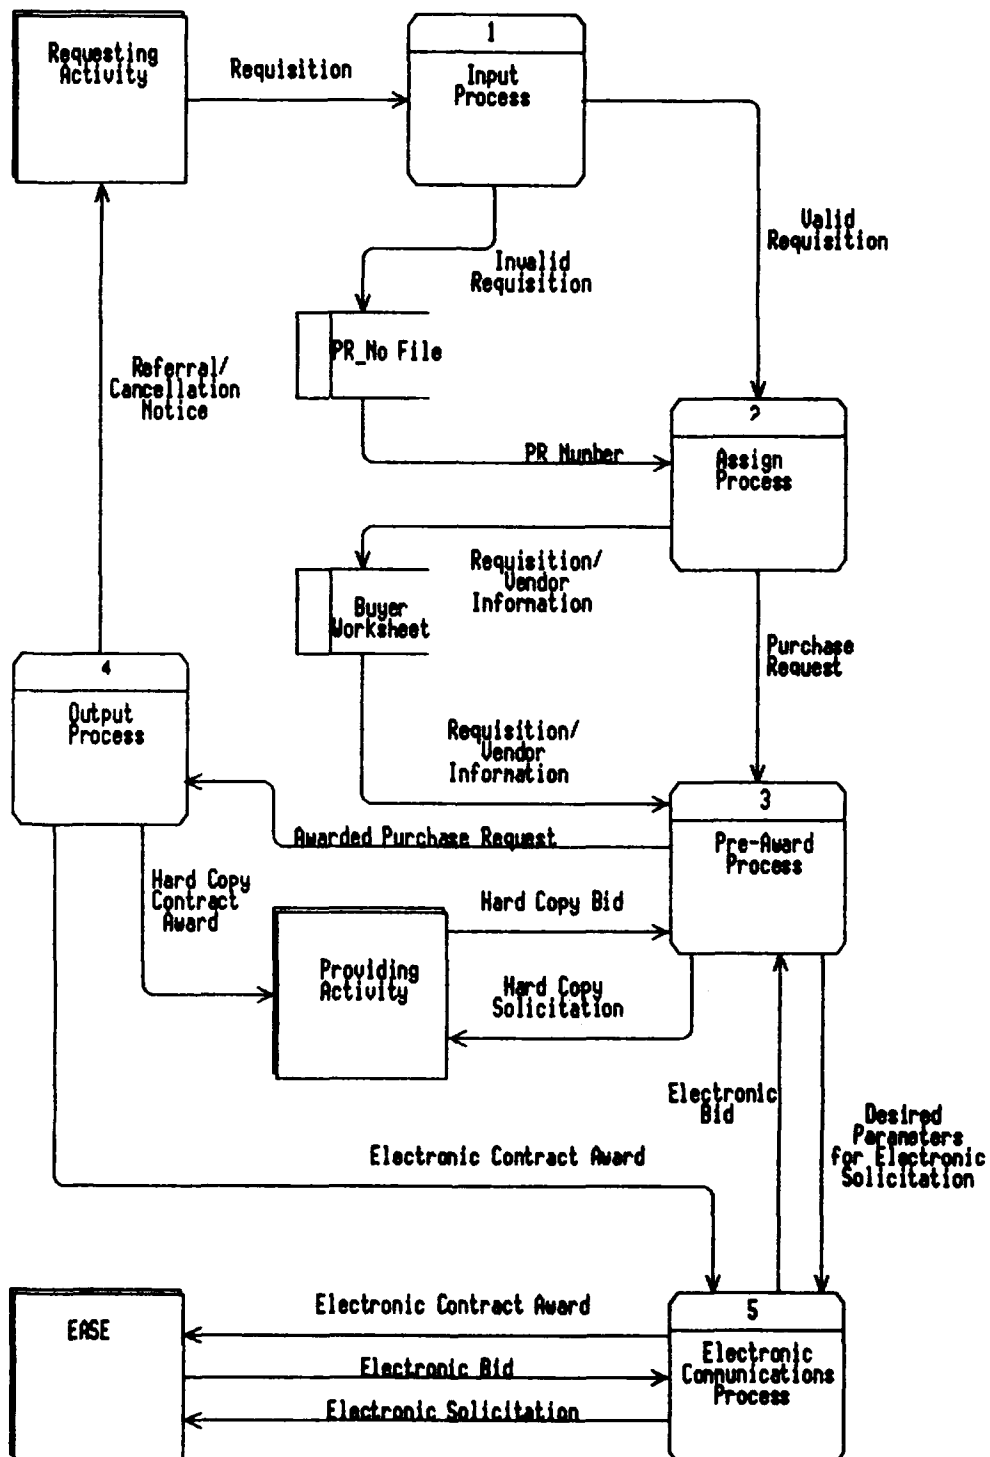 1
Requesting
Activity
Requisition
Input
Process
Valid
Requisition
Invalid
Requisition
PR_No File
Referral/
Cancellation
Notice
2
PR Number
Assign
Process
Requisition/
Vendor
Information
Buyer
Worksheet
Purchase
Request
4
Output
Process
Requisition/
Vendor
Information
3
Awarded Purchase Request
Pre-Award
Process
Hard Copy
Contract
Award
Hard Copy Bid
Providing
Activity
Hard Copy
Solicitation
Electronic
Bid
Desired
Parameters
for Electronic
Solicitation
Electronic Contract Award
5
Electronic Contract Award
EASE
Electronic Bid
Electronic
Communications
Process
Electronic Solicitation